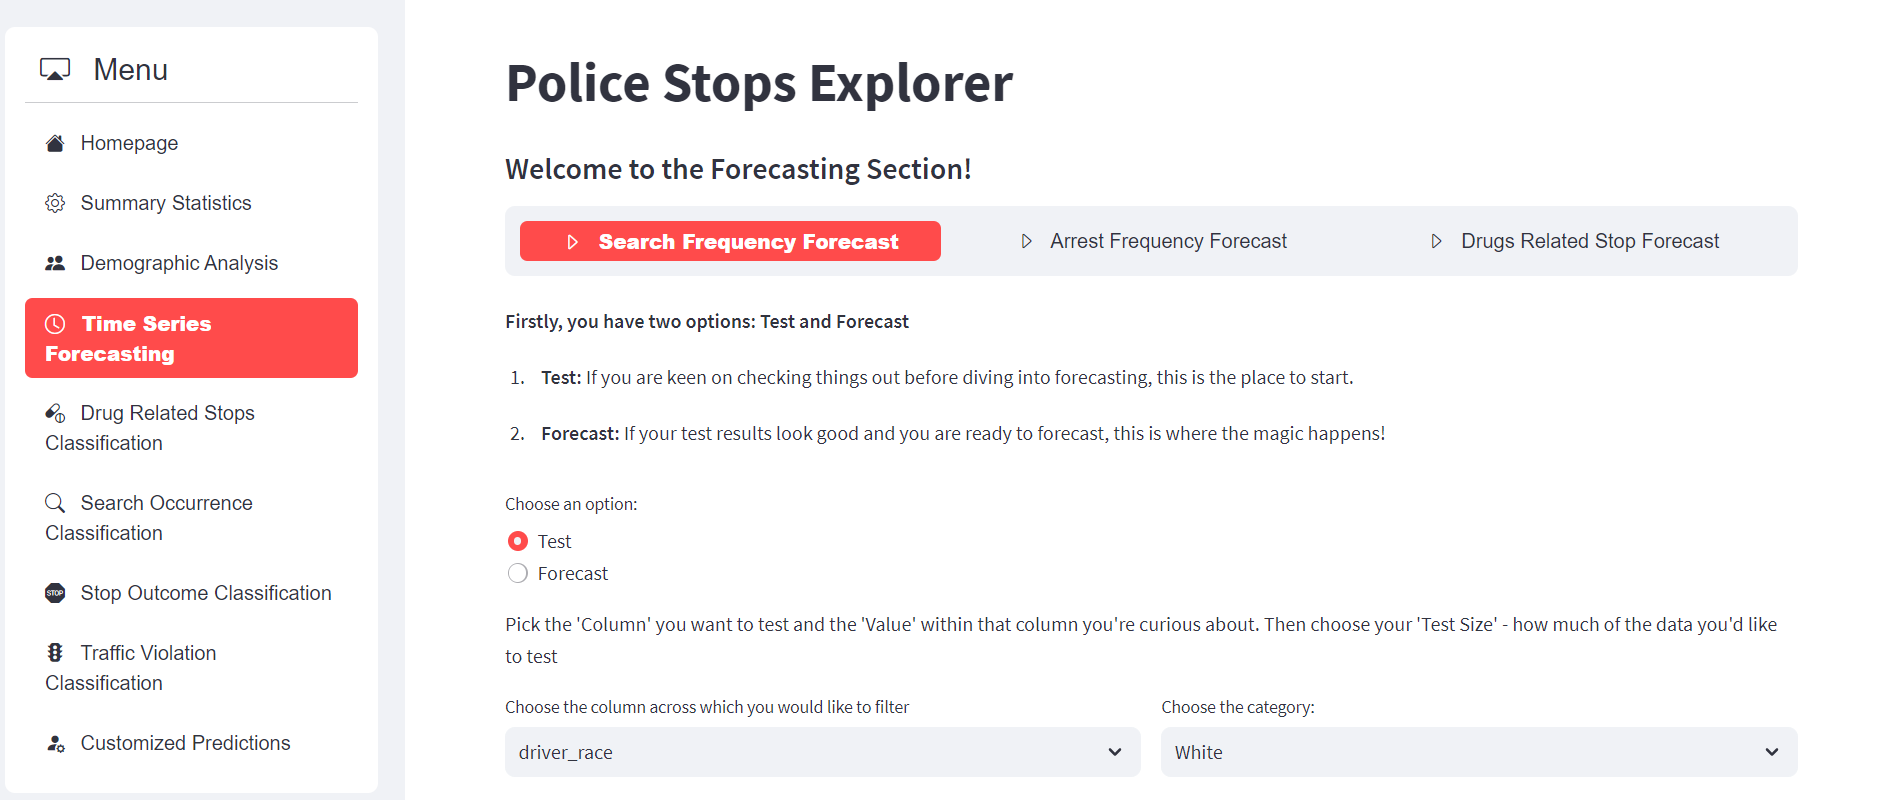 Menu
Homepage
Summary Statistics
Demographic Analysis
Time Series
Forecasting
Drug Related Stops
Classification
Search Occurrence
Classification
STOP
Stop Outcome Classification
Traffic Violation
Classification
Customized Predictions
Police Stops Explorer
Welcome to the Forecasting Section!
Search Frequency Forecast
Arrest Frequency Forecast
Drugs Related Stop Forecast
Firstly, you have two options: Test and Forecast
1. Test: If you are keen on checking things out before diving into forecasting, this is the place to start.
2. Forecast: If your test results look good and you are ready to forecast, this is where the magic happens!
Choose an option:
Test
Forecast
Pick the 'Column' you want to test and the 'Value' within that column you're curious about. Then choose your 'Test Size' - how much of the data you'd like
to test
Choose the column across which you would like to filter
driver_race
Choose the category:
White